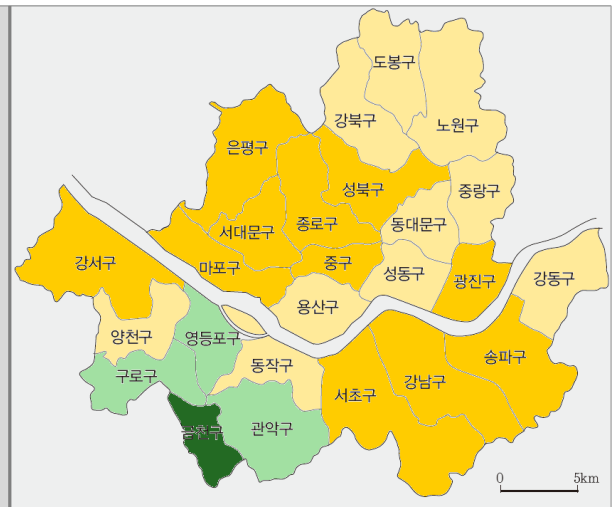 도봉구
강북구
노원구
은평구
성북구
중랑구
종로구
동대문구
서대문구
강서구
마포구
중구
성동구
광진구
강동구
용산구
양천구
영등포구
송파구
동작구
구로구
강남구
서초구
금천구
관악구
0 5km